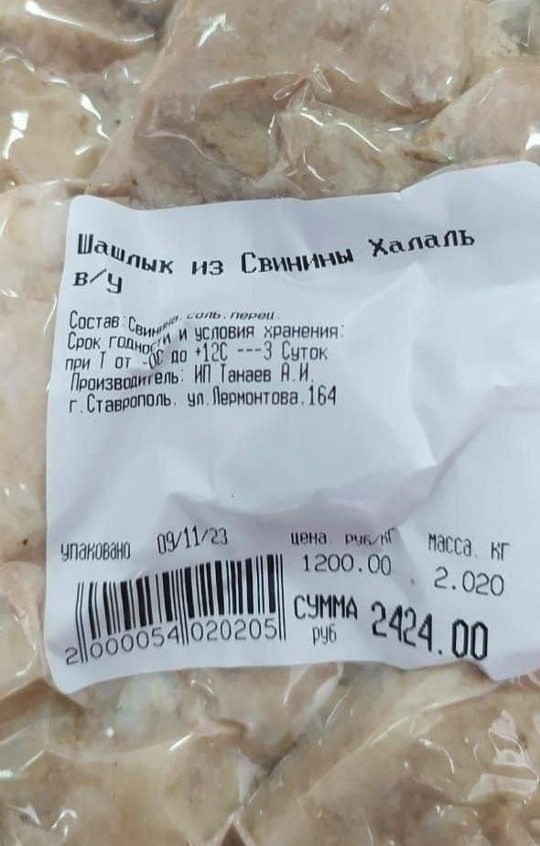 Шашлык из Свинины Халаль
в/у
Состав: Свинина, соль, перец.
Срок годности и условия хранения:
при Т от -0С до +12С ---3 Суток
Производитель: ИП Танаев А.И.
г.Ставрополь, ул.Лермонтова,164
упаковано 09/11/23 цена руб/кг масса, кг
1200.00 2.020
СУММА 2424.00
руб
2000054020205